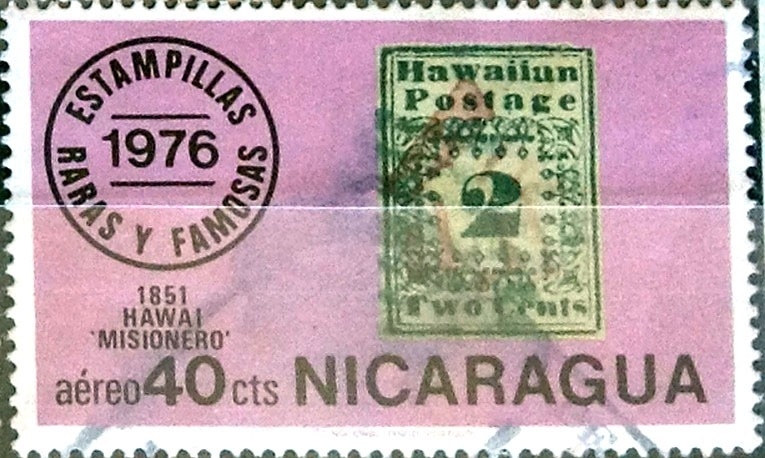 ESTAMPILLAS
1976
RARAS Y FAMOSAS
Hawaiian
Postage
2
Two Cents
1851
HAWAI
'MISIONERO'
aéreo 40 cts NICARAGUA